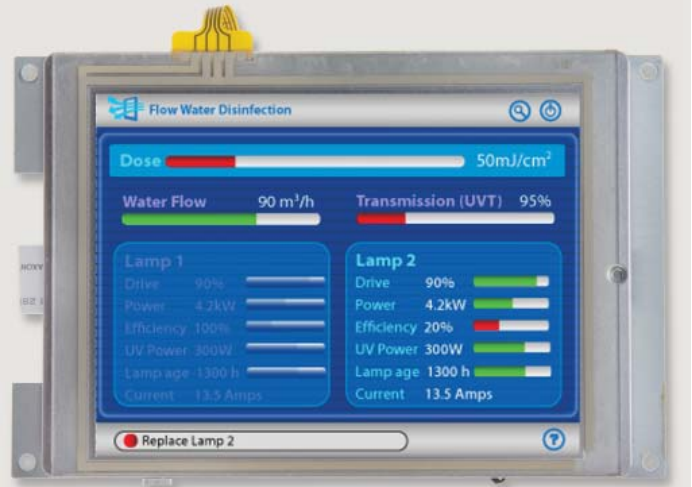 Flow Water Disinfection
Dose 50mJ/cm²
Water Flow 90 m³/h
Transmission (UVT) 95%
Lamp 1
Drive 90%
Power 4.2kW
Efficiency 100%
UV Power 300W
Lamp age 1300 h
Current 13.5 Amps
Lamp 2
Drive 90%
Power 4.2kW
Efficiency 20%
UV Power 300W
Lamp age 1300 h
Current 13.5 Amps
Replace Lamp 2
?